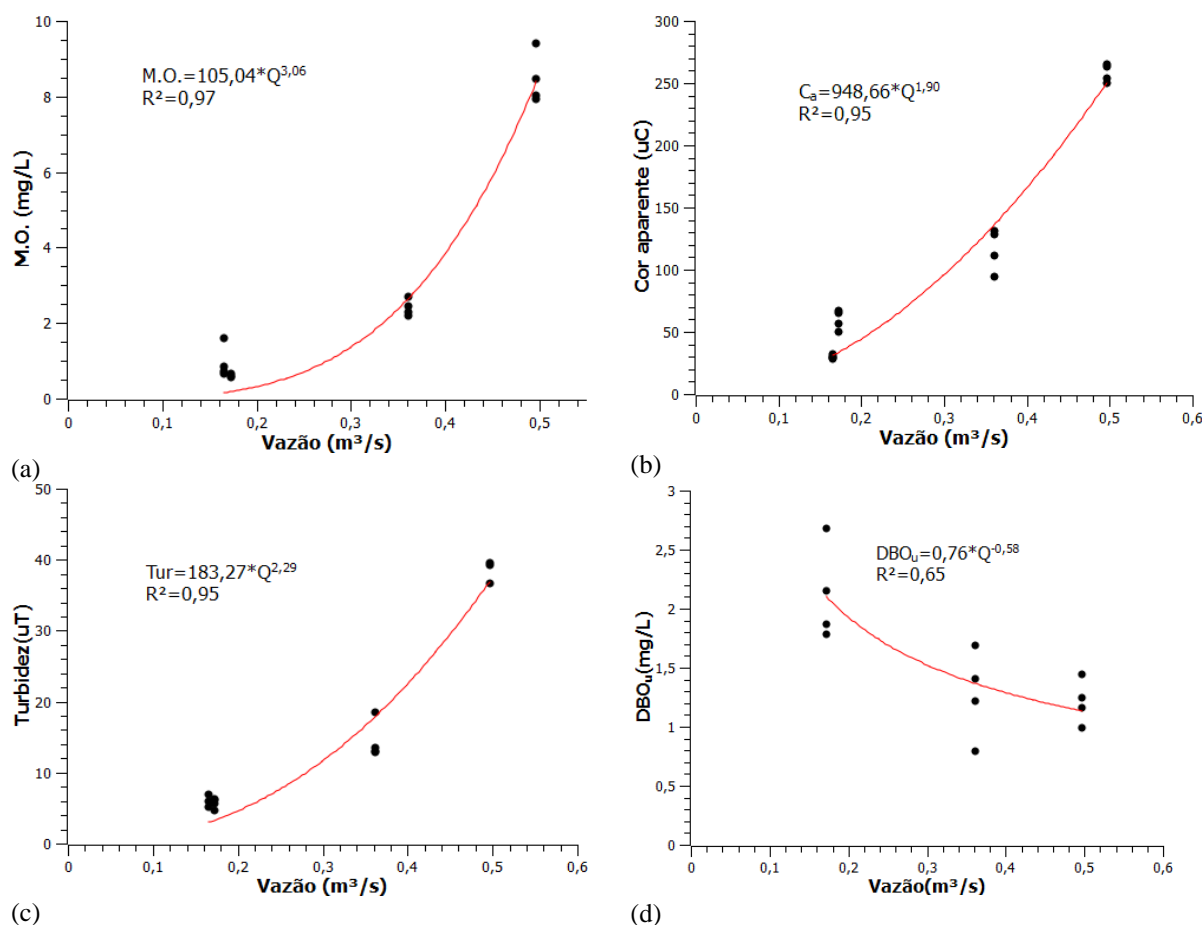 10
8
6
4
2
0
M.O. (mg/L)
M.O.=105,04*Q^3,06
R²=0,97
0
0,1
0,2
0,3
0,4
0,5
Vazão (m³/s)
(a)
300
250
200
150
100
50
0
Cor aparente (uC)
C_a=948,66*Q^1,90
R²=0,95
0
0,1
0,2
0,3
0,4
0,5
0,6
Vazão (m³/s)
(b)
50
40
30
20
10
0
Turbidez(uT)
Tur=183,27*Q^2,29
R²=0,95
0
0,1
0,2
0,3
0,4
0,5
0,6
Vazão (m³/s)
(c)
3
2,5
2
1,5
1
0,5
0
DBO_u(mg/L)
DBO_u=0,76*Q^-0,58
R²=0,65
0
0,1
0,2
0,3
0,4
0,5
0,6
Vazão(m³/s)
(d)